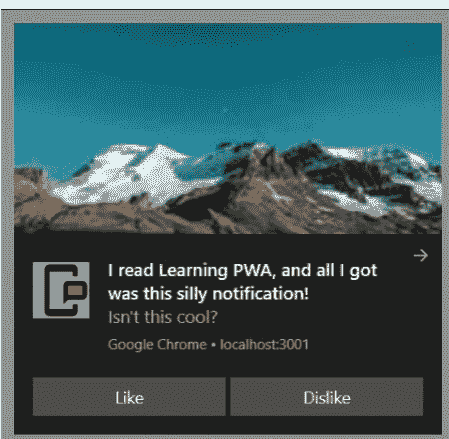 I read Learning PWA, and all I got
was this silly notification!
Isn't this cool?
Google Chrome • localhost:3001
Like
Dislike